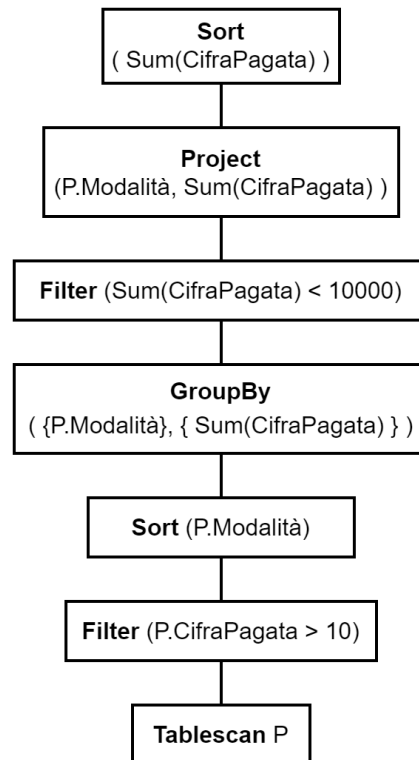 Sort
( Sum(CifraPagata) )
Project
(P.Modalità, Sum(CifraPagata) )
Filter (Sum(CifraPagata) < 10000)
GroupBy
( {P.Modalità}, { Sum(CifraPagata) } )
Sort (P.Modalità)
Filter (P.CifraPagata > 10)
Tablescan P